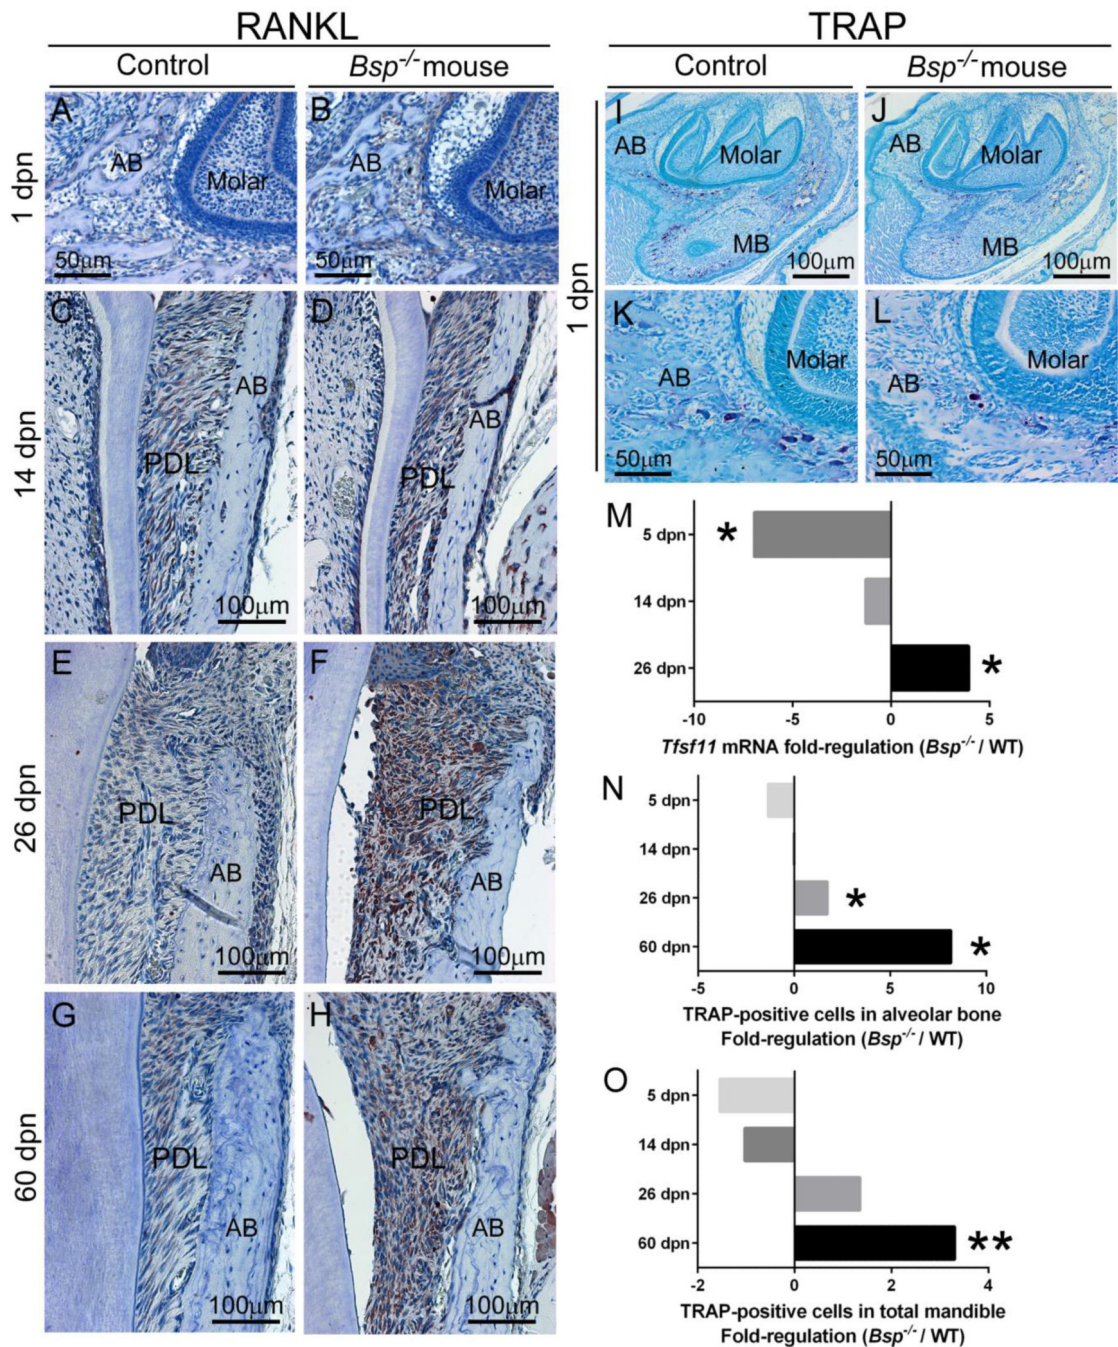 RANKL
TRAP
Control
Bsp-/- mouse
Control
Bsp-/- mouse
1 dpn
A
AB
Molar
50µm
B
AB
Molar
50µm
14 dpn
C
PDL
AB
100µm
D
PDL
AB
100µm
26 dpn
E
PDL
AB
100µm
F
PDL
AB
100µm
60 dpn
G
PDL
AB
100µm
H
PDL
AB
100µm
1 dpn
I
AB
Molar
MB
100µm
J
AB
Molar
MB
100µm
K
AB
Molar
50µm
L
AB
Molar
50µm
M
5 dpn
*
14 dpn
26 dpn
*
-10 -5 0 5
Tfsf11 mRNA fold-regulation (Bsp-/- / WT)
N
5 dpn
14 dpn
26 dpn
*
60 dpn
*
-5 0 5 10
TRAP-positive cells in alveolar bone
Fold-regulation (Bsp-/- / WT)
O
5 dpn
14 dpn
26 dpn
60 dpn
**
-2 0 2 4
TRAP-positive cells in total mandible
Fold-regulation (Bsp-/- / WT)